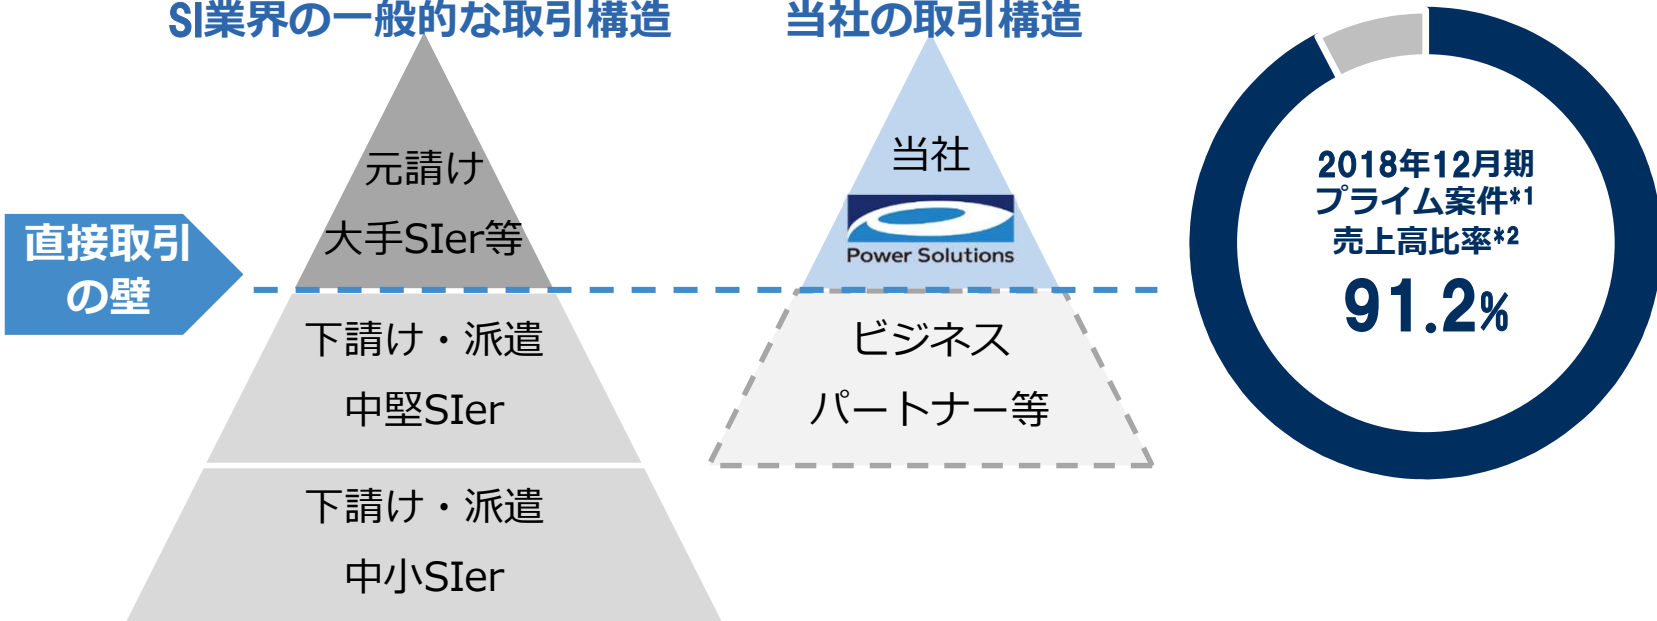 SI業界の一般的な取引構造
当社の取引構造
直接取引
の壁
元請け
大手SIer等
下請け・派遣
中堅SIer
下請け・派遣
中小SIer
当社
Power Solutions
ビジネス
パートナー等
2018年12月期
プライム案件*1
売上高比率*2
91.2%